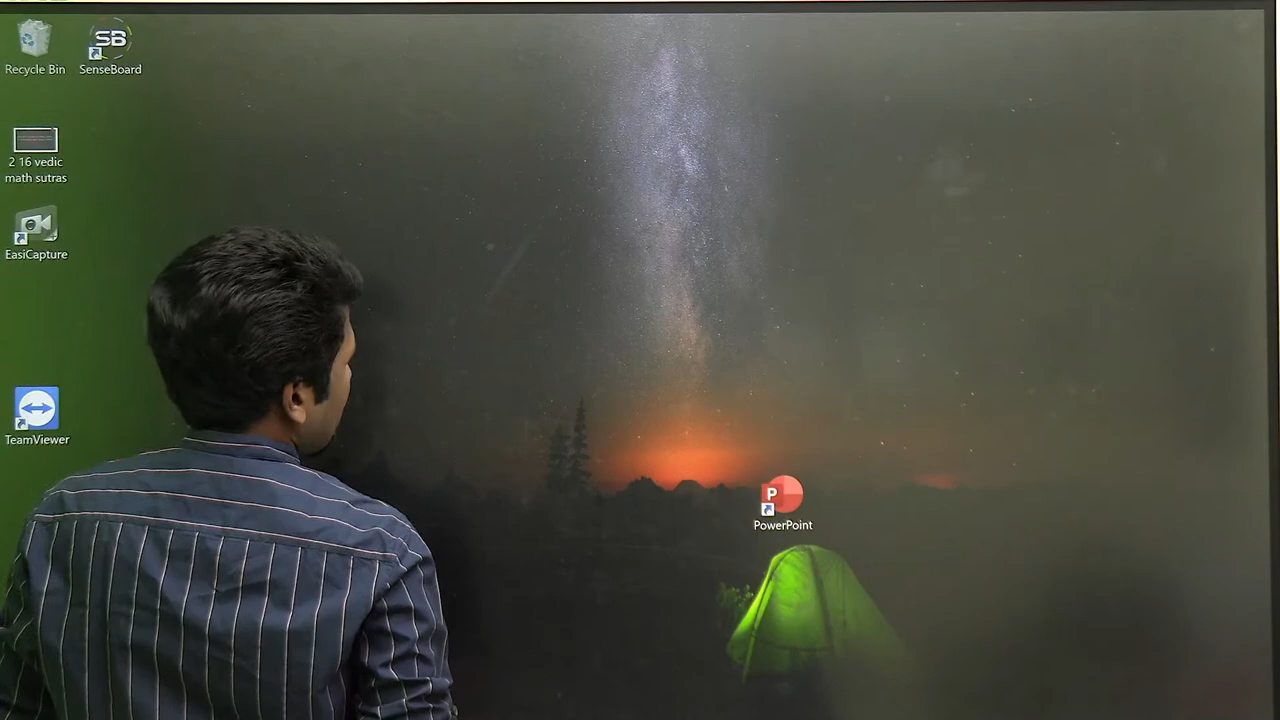 SB
Recycle Bin
SenseBoard
2 16 vedic
math sutras
EasiCapture
TeamViewer
P
PowerPoint